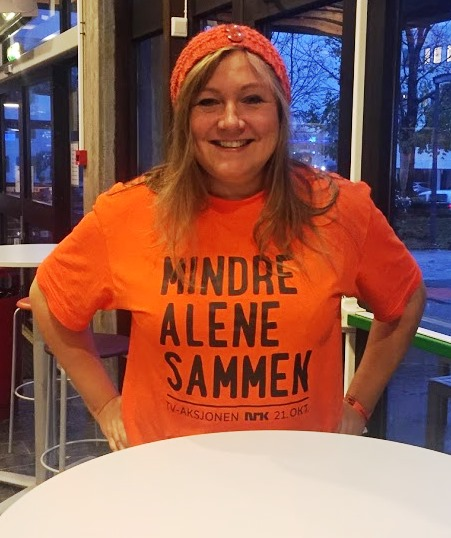 MINDRE
ALENE
SAMMEN
TV-AKSJONEN NRK 21.OKT.